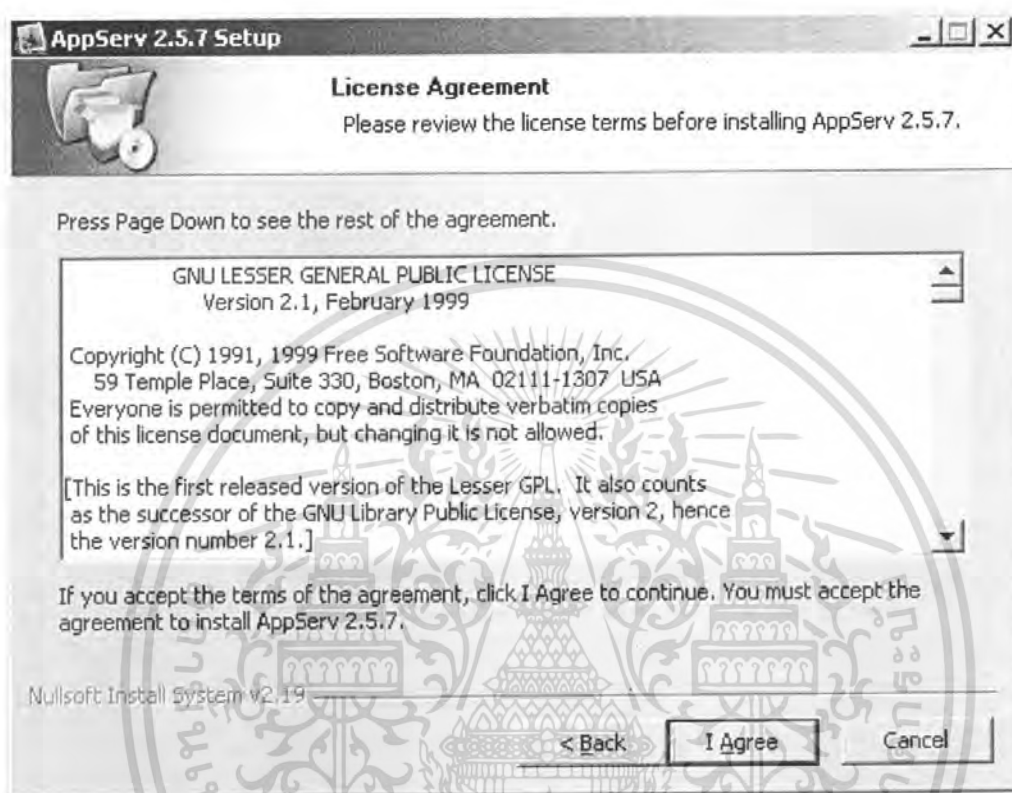 AppServ 2.5.7 Setup
License Agreement
Please review the license terms before installing AppServ 2.5.7.
Press Page Down to see the rest of the agreement.
GNU LESSER GENERAL PUBLIC LICENSE
Version 2.1, February 1999
Copyright (C) 1991, 1999 Free Software Foundation, Inc.
59 Temple Place, Suite 330, Boston, MA 02111-1307 USA
Everyone is permitted to copy and distribute verbatim copies
of this license document, but changing it is not allowed.
[This is the first released version of the Lesser GPL. It also counts
as the successor of the GNU Library Public License, version 2, hence
the version number 2.1.]
If you accept the terms of the agreement, click I Agree to continue. You must accept the
agreement to install AppServ 2.5.7.
Nullsoft Install System v2.19
< Back I Agree Cancel